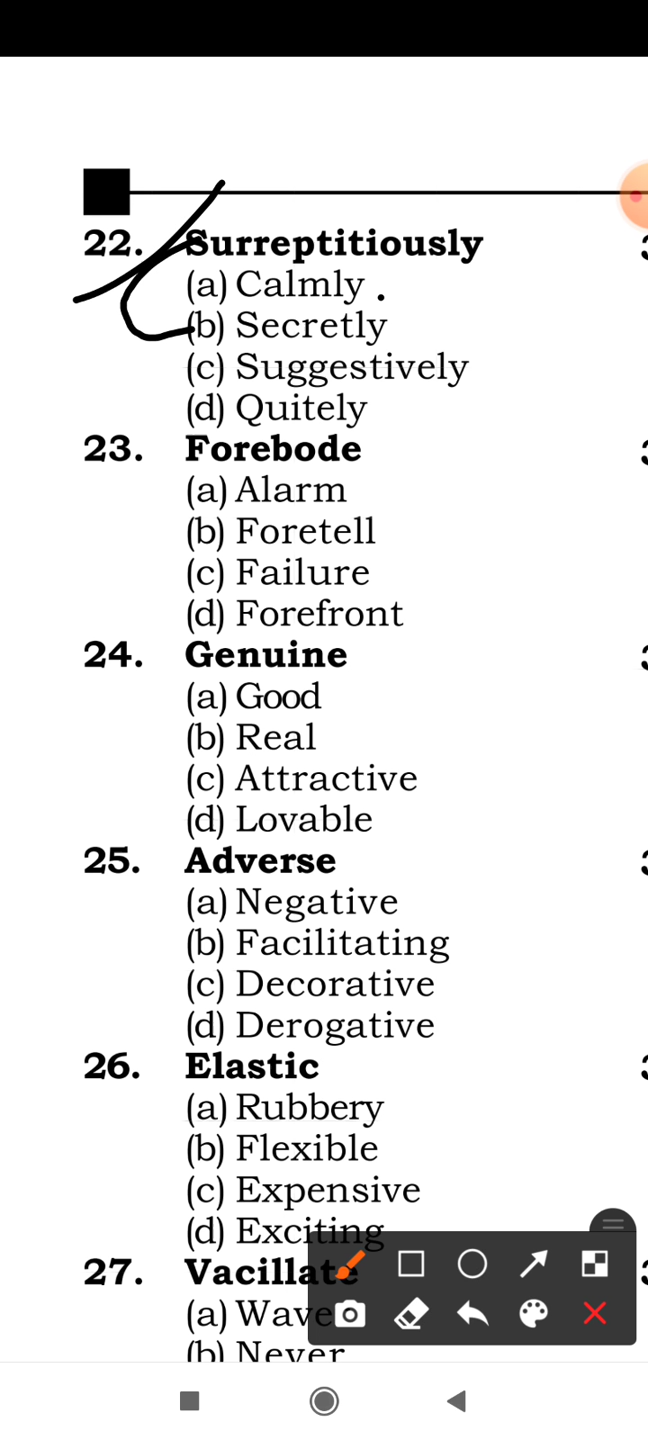 22. Surreptitiously
(a) Calmly .
(b) Secretly
(c) Suggestively
(d) Quitely
23. Forebode
(a) Alarm
(b) Foretell
(c) Failure
(d) Forefront
24. Genuine
(a) Good
(b) Real
(c) Attractive
(d) Lovable
25. Adverse
(a) Negative
(b) Facilitating
(c) Decorative
(d) Derogative
26. Elastic
(a) Rubbery
(b) Flexible
(c) Expensive
(d) Exciting
27. Vacillate
(a)
(b) Never